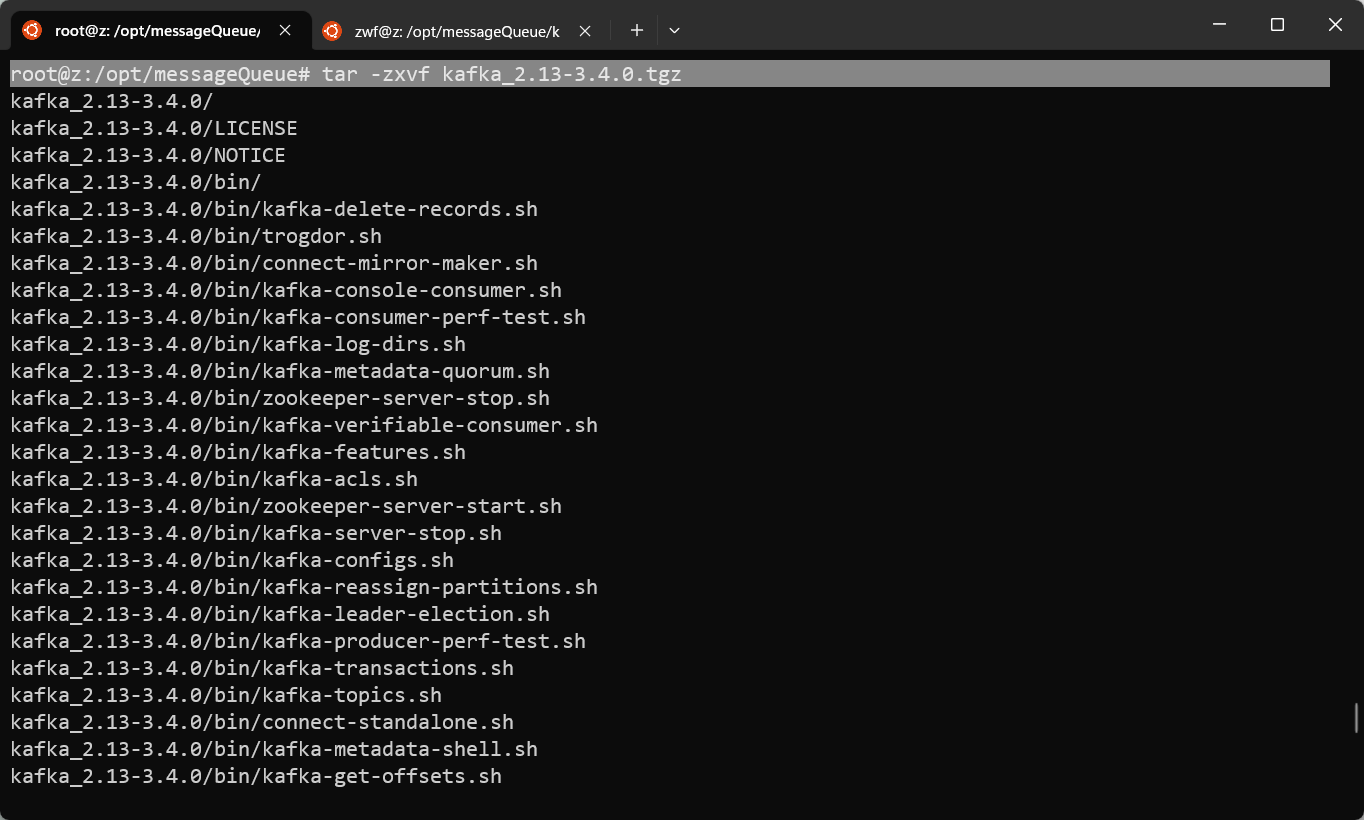 root@z: /opt/messageQueue/
zwf@z: /opt/messageQueue/k
root@z:/opt/messageQueue# tar -zxvf kafka_2.13-3.4.0.tgz
kafka_2.13-3.4.0/
kafka_2.13-3.4.0/LICENSE
kafka_2.13-3.4.0/NOTICE
kafka_2.13-3.4.0/bin/
kafka_2.13-3.4.0/bin/kafka-delete-records.sh
kafka_2.13-3.4.0/bin/trogdor.sh
kafka_2.13-3.4.0/bin/connect-mirror-maker.sh
kafka_2.13-3.4.0/bin/kafka-console-consumer.sh
kafka_2.13-3.4.0/bin/kafka-consumer-perf-test.sh
kafka_2.13-3.4.0/bin/kafka-log-dirs.sh
kafka_2.13-3.4.0/bin/kafka-metadata-quorum.sh
kafka_2.13-3.4.0/bin/zookeeper-server-stop.sh
kafka_2.13-3.4.0/bin/kafka-verifiable-consumer.sh
kafka_2.13-3.4.0/bin/kafka-features.sh
kafka_2.13-3.4.0/bin/kafka-acls.sh
kafka_2.13-3.4.0/bin/zookeeper-server-start.sh
kafka_2.13-3.4.0/bin/kafka-server-stop.sh
kafka_2.13-3.4.0/bin/kafka-configs.sh
kafka_2.13-3.4.0/bin/kafka-reassign-partitions.sh
kafka_2.13-3.4.0/bin/kafka-leader-election.sh
kafka_2.13-3.4.0/bin/kafka-producer-perf-test.sh
kafka_2.13-3.4.0/bin/kafka-transactions.sh
kafka_2.13-3.4.0/bin/kafka-topics.sh
kafka_2.13-3.4.0/bin/connect-standalone.sh
kafka_2.13-3.4.0/bin/kafka-metadata-shell.sh
kafka_2.13-3.4.0/bin/kafka-get-offsets.sh